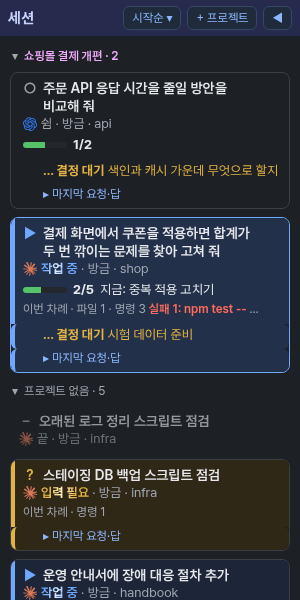 세션
시작순 ▾
+ 프로젝트
◀
▾ 쇼핑몰 결제 개편 · 2
주문 API 응답 시간을 줄일 방안을
비교해 줘
쉼 · 방금 · api
1/2
... 결정 대기 색인과 캐시 가운데 무엇으로 할지
▸ 마지막 요청·답
▶ 결제 화면에서 쿠폰을 적용하면 합계가
두 번 깎이는 문제를 찾아 고쳐 줘
작업 중 · 방금 · shop
2/5 지금: 중복 적용 고치기
이번 차례 · 파일 1 · 명령 3 실패 1: npm test -- ...
... 결정 대기 시험 데이터 준비
▸ 마지막 요청·답
▾ 프로젝트 없음 · 5
– 오래된 로그 정리 스크립트 점검
끝 · 방금 · infra
? 스테이징 DB 백업 스크립트 점검
입력 필요 · 방금 · infra
이번 차례 · 명령 1
▸ 마지막 요청·답
▶ 운영 안내서에 장애 대응 절차 추가
작업 중 · 방금 · handbook